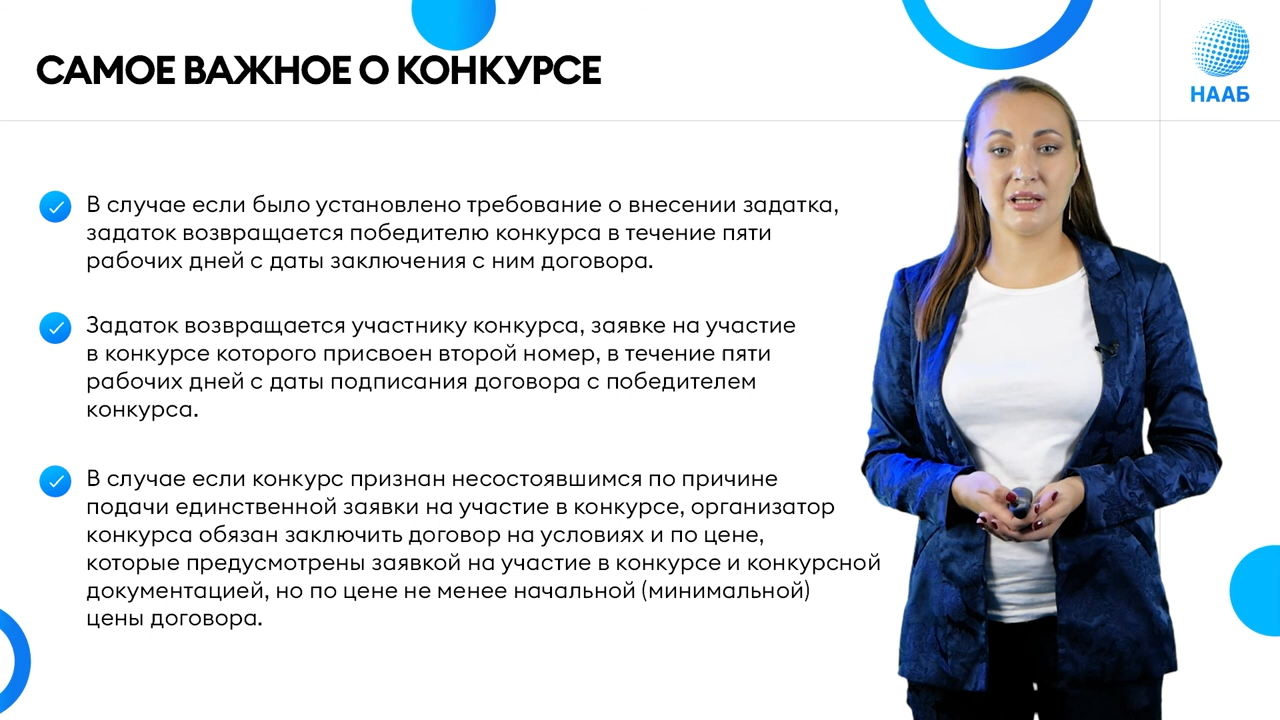 САМОЕ ВАЖНОЕ О КОНКУРСЕ
НААБ
В случае если было установлено требование о внесении задатка,
задаток возвращается победителю конкурса в течение пяти
рабочих дней с даты заключения с ним договора.
Задаток возвращается участнику конкурса, заявке на участие
в конкурсе которого присвоен второй номер, в течение пяти
рабочих дней с даты подписания договора с победителем
конкурса.
В случае если конкурс признан несостоявшимся по причине
подачи единственной заявки на участие в конкурсе, организатор
конкурса обязан заключить договор на условиях и по цене,
которые предусмотрены заявкой на участие в конкурсе и конкурсной
документацией, но по цене не менее начальной (минимальной)
цены договора.